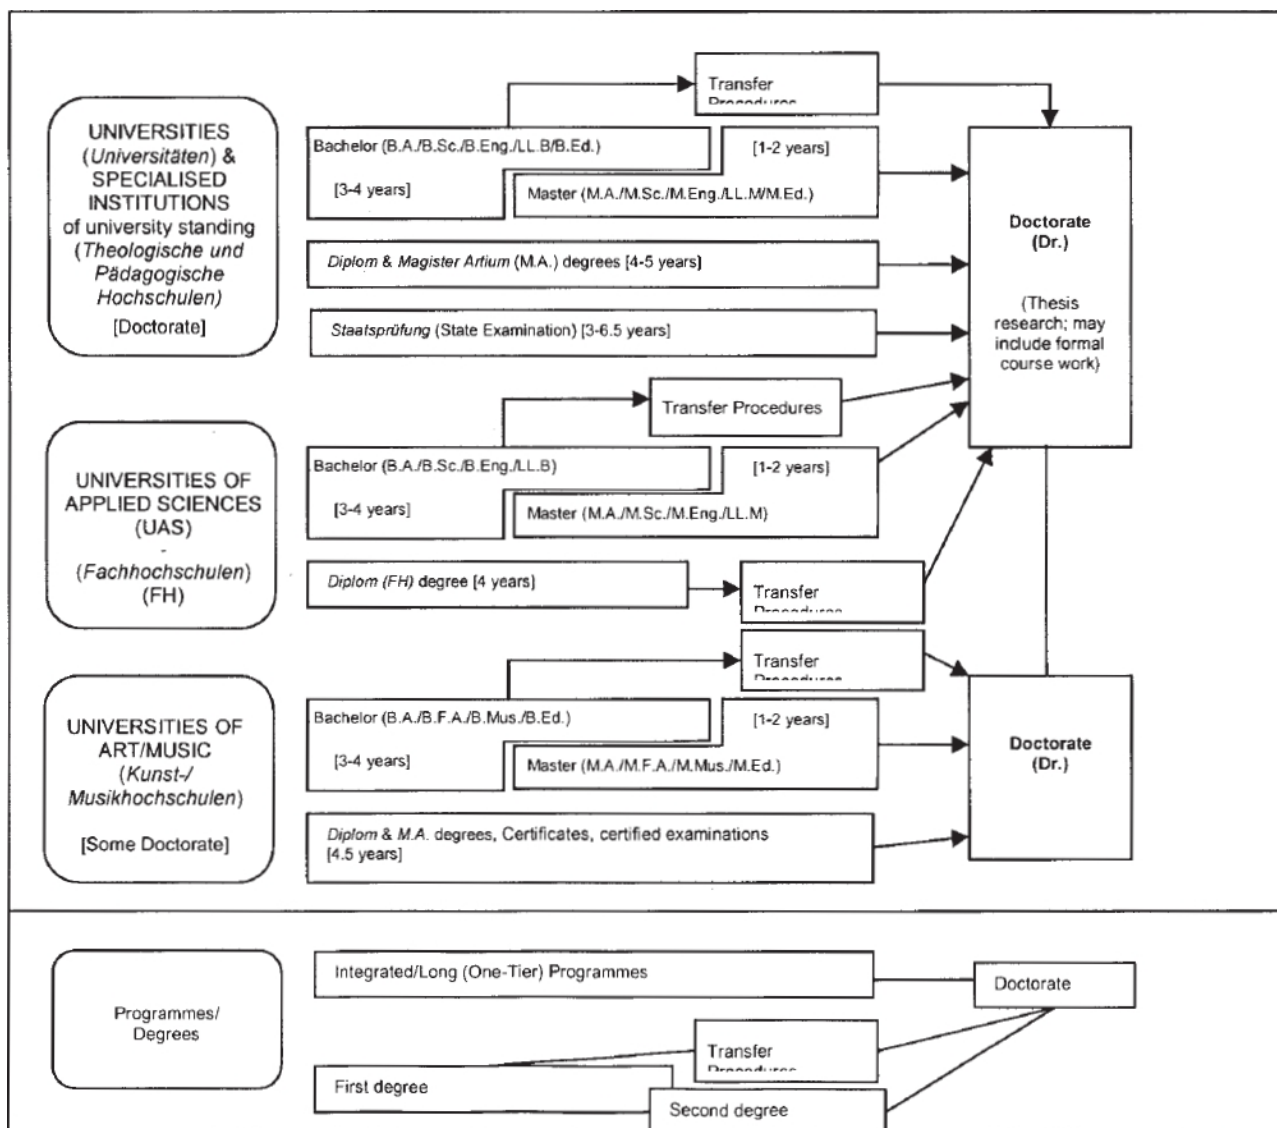 Transfer
UNIVERSITIES
(Universitäten) &
SPECIALISED
INSTITUTIONS
of university standing
(Theologische und
Pädagogische
Hochschulen)
[Doctorate]
Bachelor (B.A./B.Sc./B.Eng./LL.B/B.Ed.)
[1-2 years]
[3-4 years]
Master (M.A./M.Sc./M.Eng./LL.M/M.Ed.)
Diplom & Magister Artium (M.A.) degrees [4-5 years]
Staatsprüfung (State Examination) [3-6.5 years]
Doctorate
(Dr.)
(Thesis
research; may
include formal
course work)
Transfer Procedures
UNIVERSITIES OF
APPLIED SCIENCES
(UAS)
-
(Fachhochschulen)
(FH)
Bachelor (B.A./B.Sc./B.Eng./LL.B)
[1-2 years]
[3-4 years]
Master (M.A./M.Sc./M.Eng./LL.M)
Diplom (FH) degree [4 years]
Transfer
Transfer
UNIVERSITIES OF
ART/MUSIC
(Kunst-/
Musikhochschulen)
[Some Doctorate]
Bachelor (B.A./B.F.A./B.Mus./B.Ed.)
[1-2 years]
[3-4 years]
Master (M.A./M.F.A./M.Mus./M.Ed.)
Diplom & M.A. degrees, Certificates, certified examinations
[4.5 years]
Doctorate
(Dr.)
Programmes/
Degrees
Integrated/Long (One-Tier) Programmes
Doctorate
Transfer
First degree
Second degree